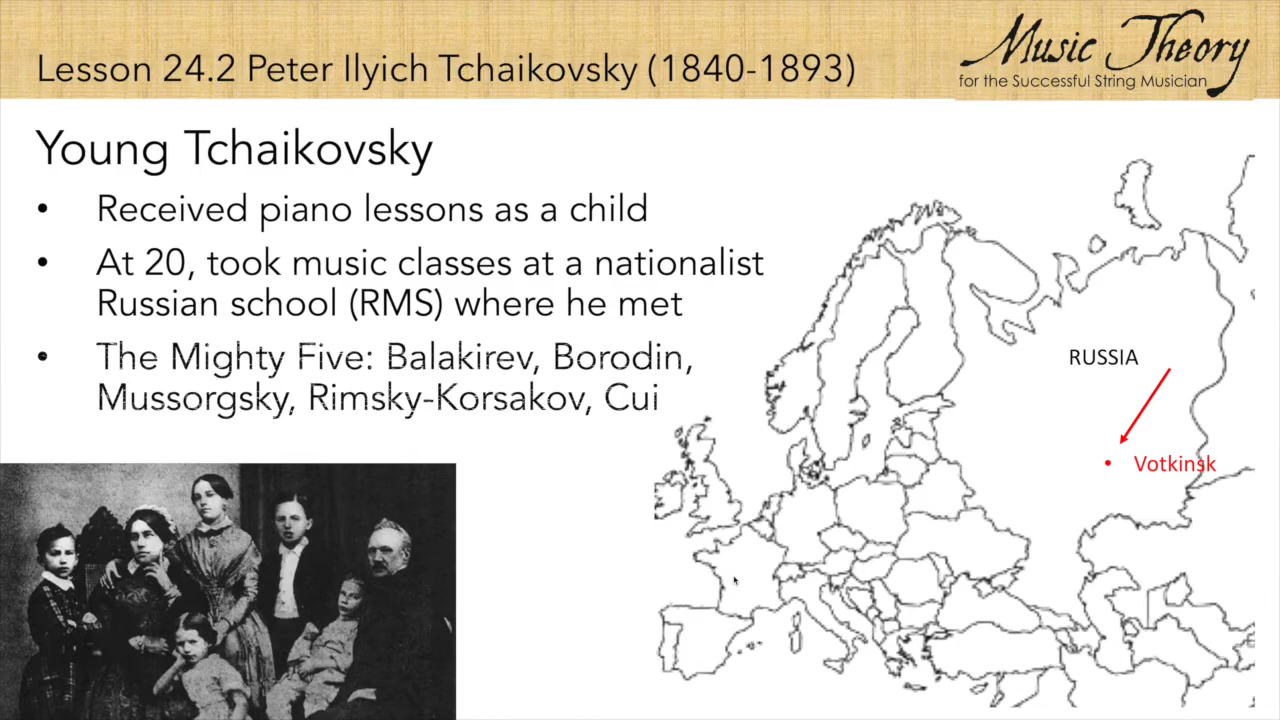 Lesson 24.2 Peter Ilyich Tchaikovsky (1840-1893)
Music Theory
for the Successful String Musician
Young Tchaikovsky
• Received piano lessons as a child
• At 20, took music classes at a nationalist
Russian school (RMS) where he met
• The Mighty Five: Balakirev, Borodin,
Mussorgsky, Rimsky-Korsakov, Cui
RUSSIA
• Votkinsk